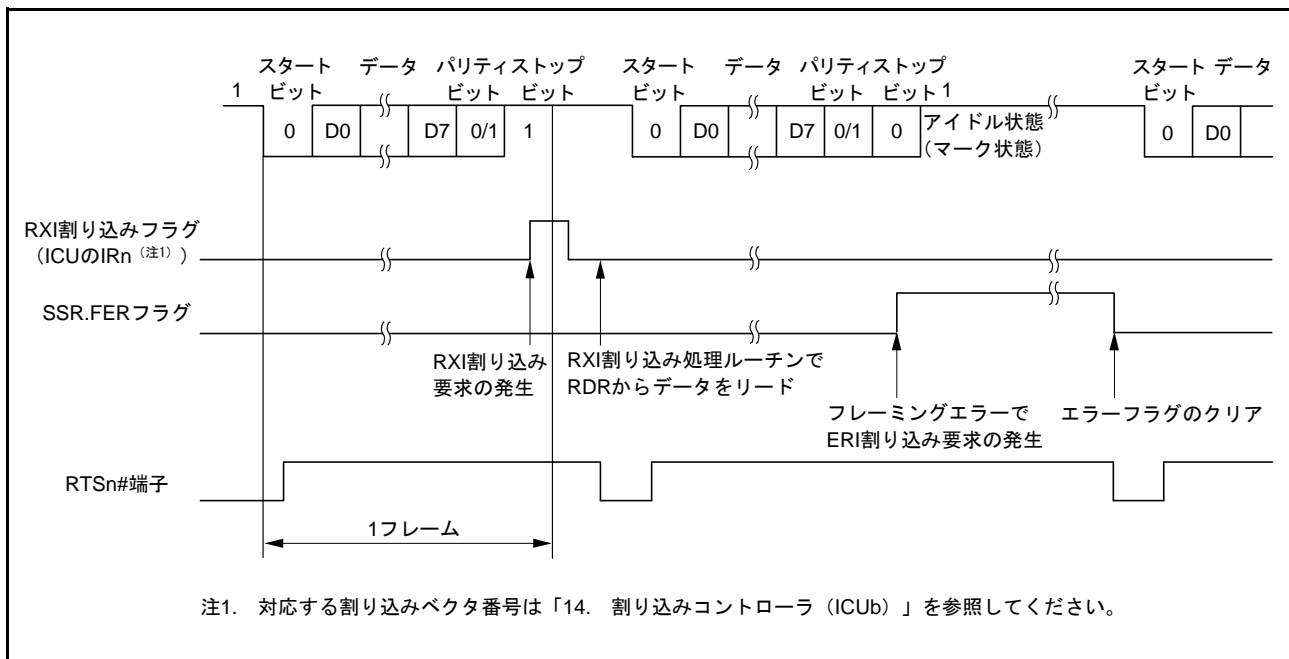 スタート データ パリティストップ スタート データ パリティストップ スタート データ
1 ビット ビット ビット ビット ビット ビット 1 ビット
0 D0 D7 0/1 1 0 D0 D7 0/1 0 アイドル状態 0 D0
(マーク状態)
RXI割り込みフラグ
(ICUのIRn(注1))
SSR.FERフラグ
RXI割り込み
要求の発生
RXI割り込み処理ルーチンで
RDRからデータをリード
フレーミングエラーで
ERI割り込み要求の発生
エラーフラグのクリア
RTSn#端子
1フレーム
注1. 対応する割り込みベクタ番号は「14. 割り込みコントローラ(ICUb)」を参照してください。